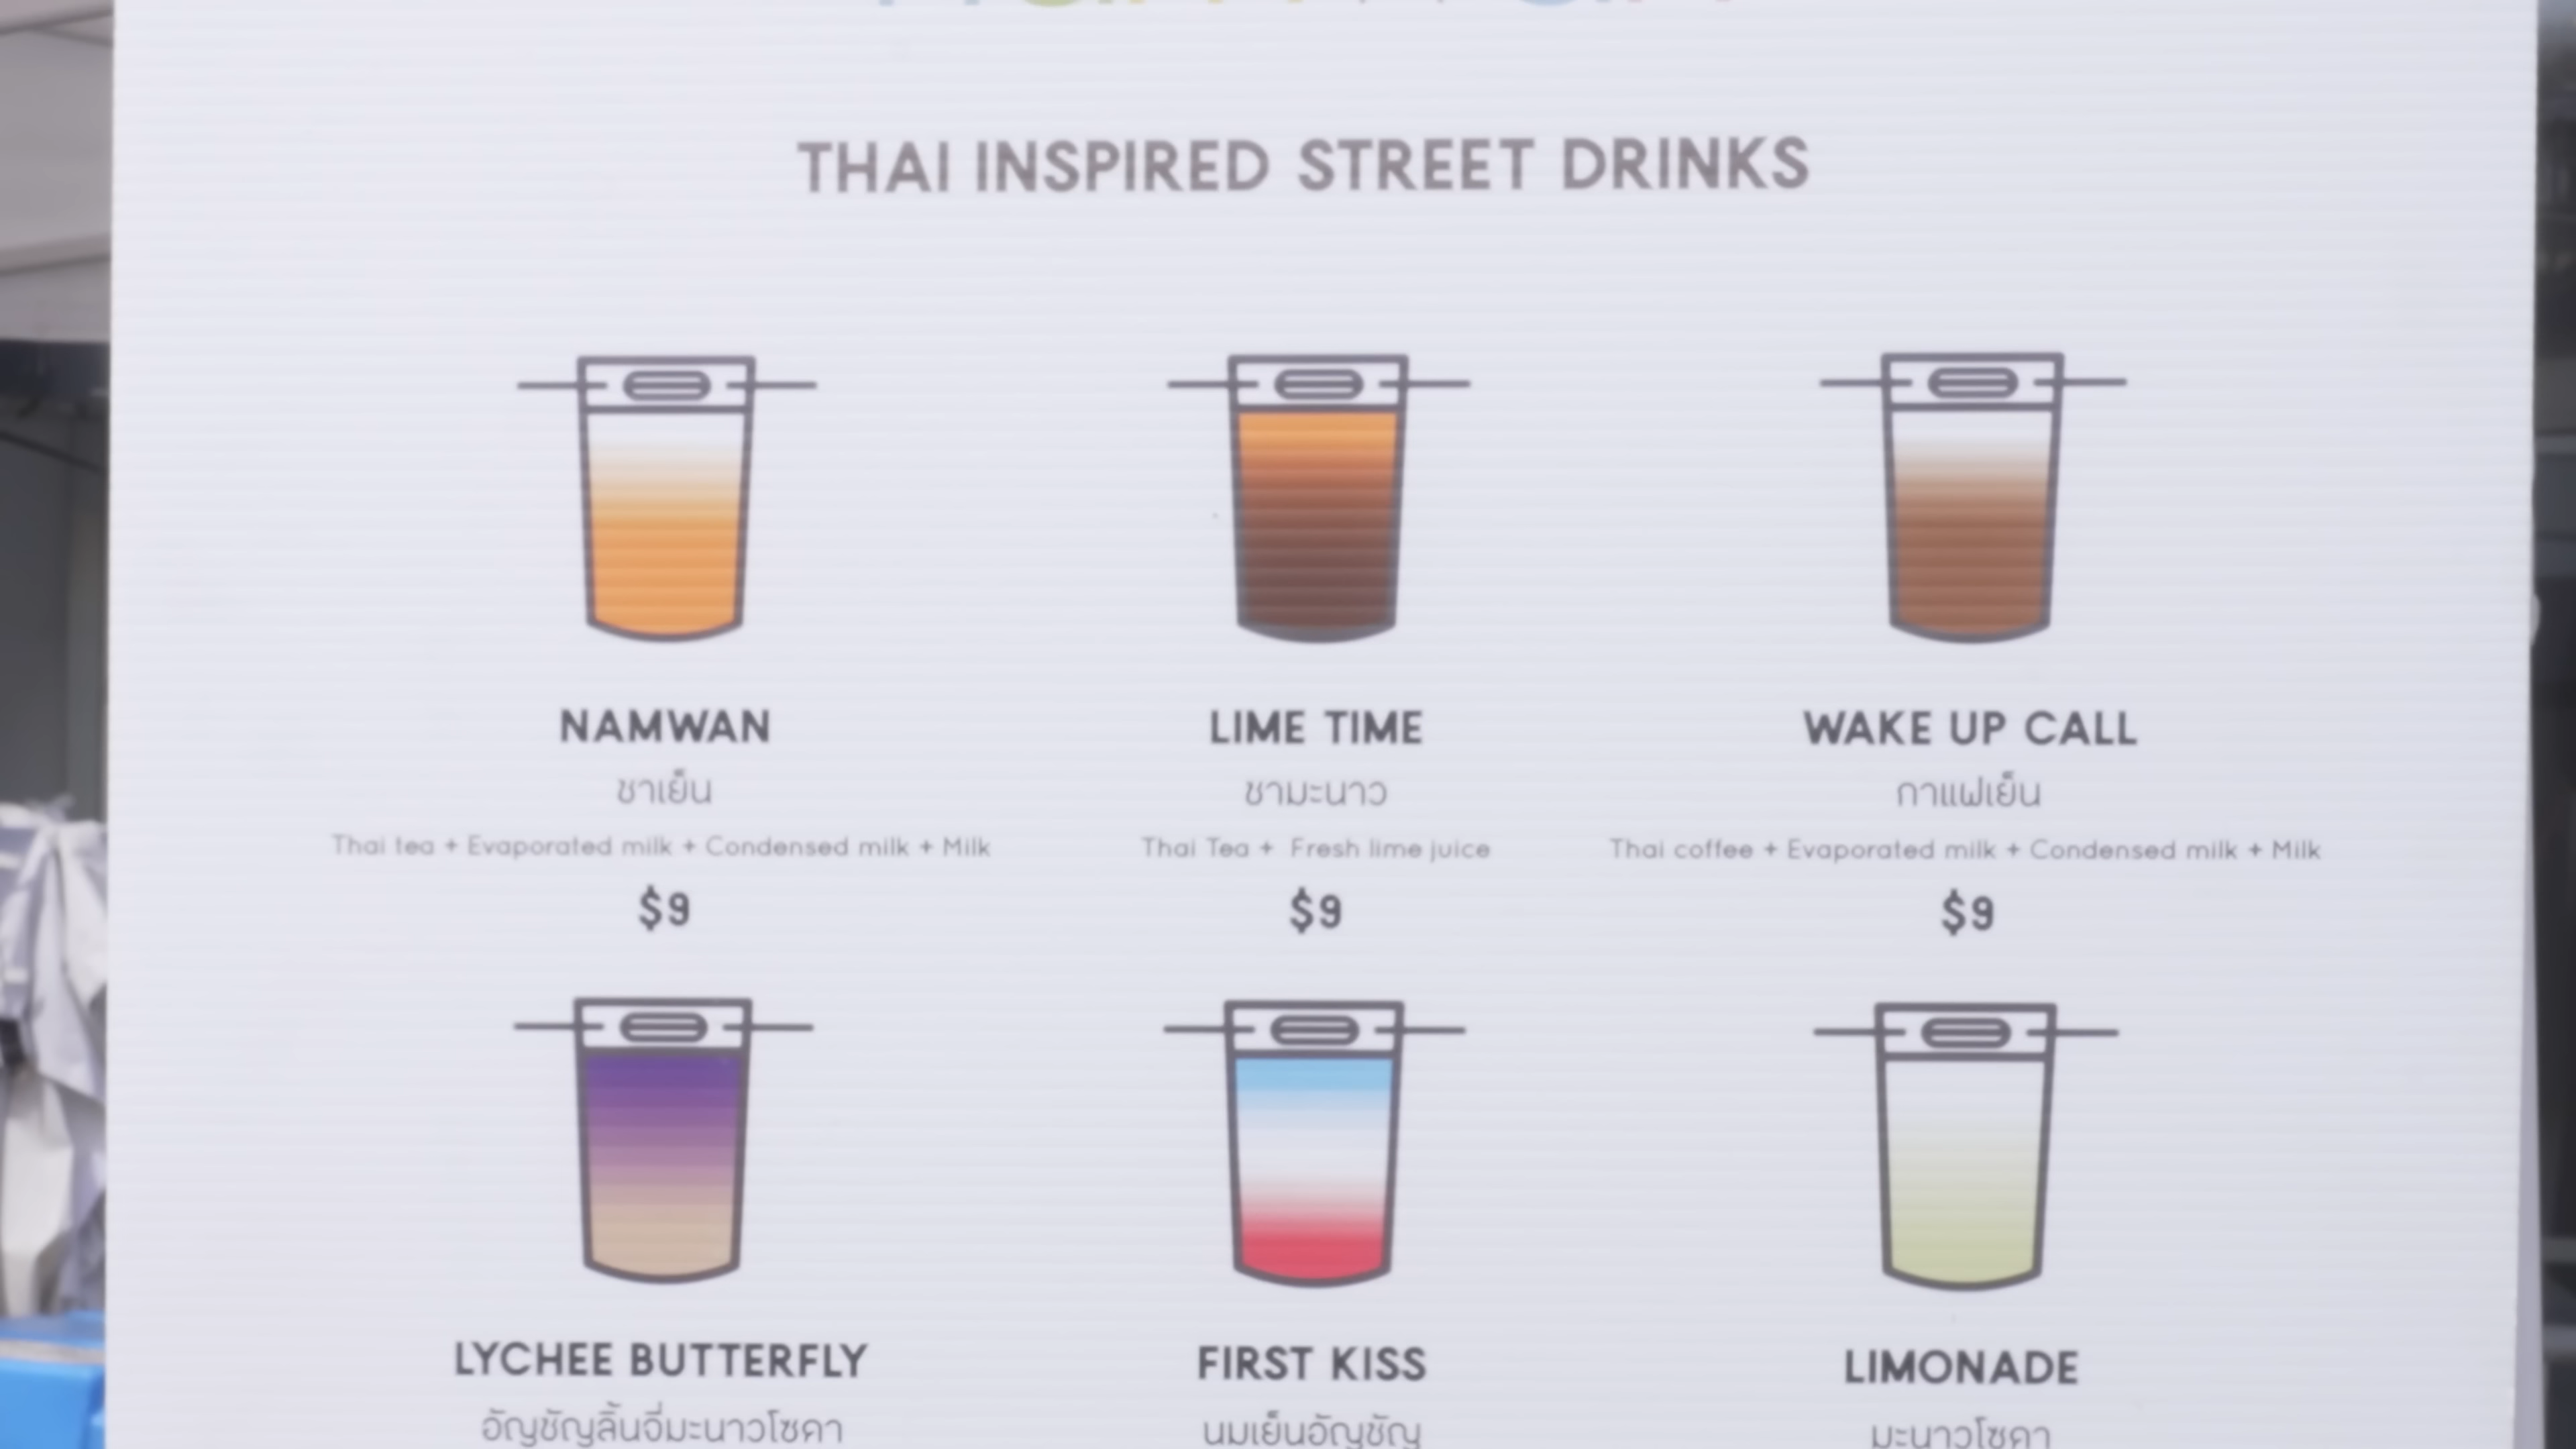 THAI INSPIRED STREET DRINKS
NAMWAN
ชาเย็น
Thai tea + Evaporated milk + Condensed milk + Milk
$9
LIME TIME
ชามะนาว
Thai Tea + Fresh lime juice
$9
WAKE UP CALL
กาแฟเย็น
Thai coffee + Evaporated milk + Condensed milk + Milk
$9
LYCHEE BUTTERFLY
อัญชัญลิ้นจี่มะนาวโซดา
FIRST KISS
นมเย็นอัญชัญ
LIMONADE
มะนาวโซดา